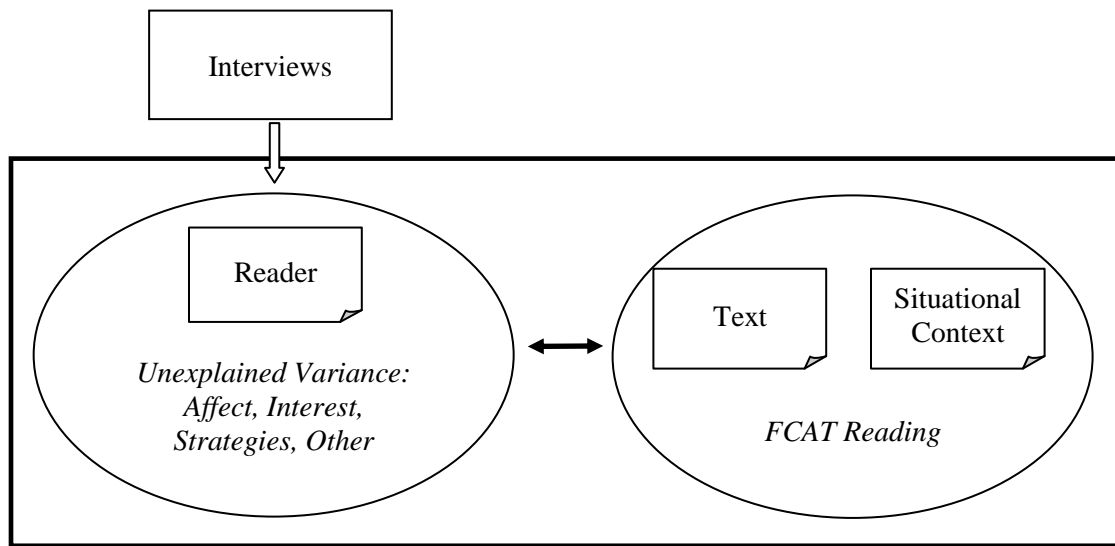 Interviews
Reader
Unexplained Variance:
Affect, Interest,
Strategies, Other
Text
Situational
Context
FCAT Reading